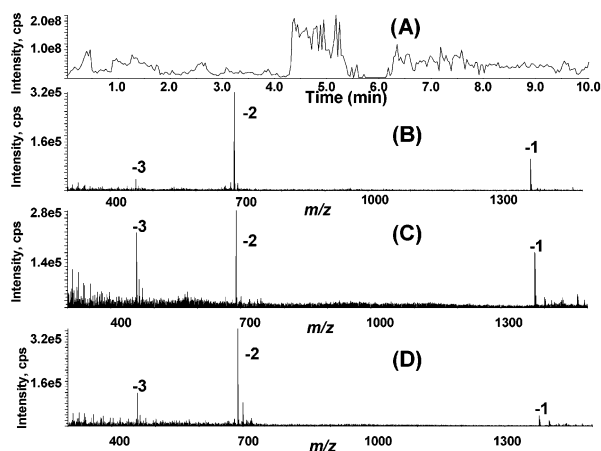 2.0e8
1.0e8
Intensity, cps
(A)
1.0 2.0 3.0 4.0 5.0 6.0 7.0 8.0 9.0 10.0
Time (min)
3.2e5
1.6e5
Intensity, cps
-3
-2
-1
(B)
400 700 1000 1300
m/z
2.8e5
1.4e5
Intensity, cps
-3
-2
-1
(C)
400 700 1000 1300
m/z
3.2e5
1.6e5
Intensity, cps
-3
-2
-1
(D)
400 700 1000 1300
m/z